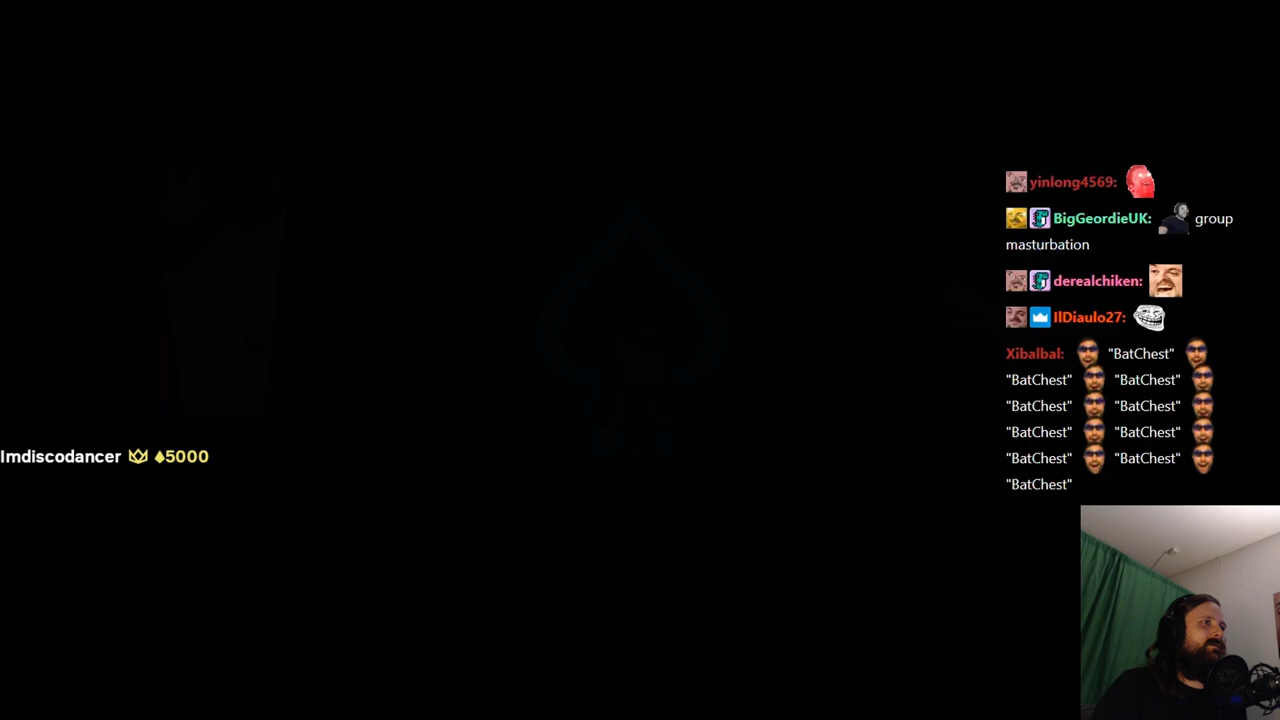 yinlong4569:
BigGeordieUK: group
masturbation
derealchiken:
IlDiaulo27:
Xibalbal: "BatChest"
"BatChest" "BatChest"
"BatChest" "BatChest"
"BatChest" "BatChest"
"BatChest" "BatChest"
"BatChest"
Imdiscodancer ♦5000